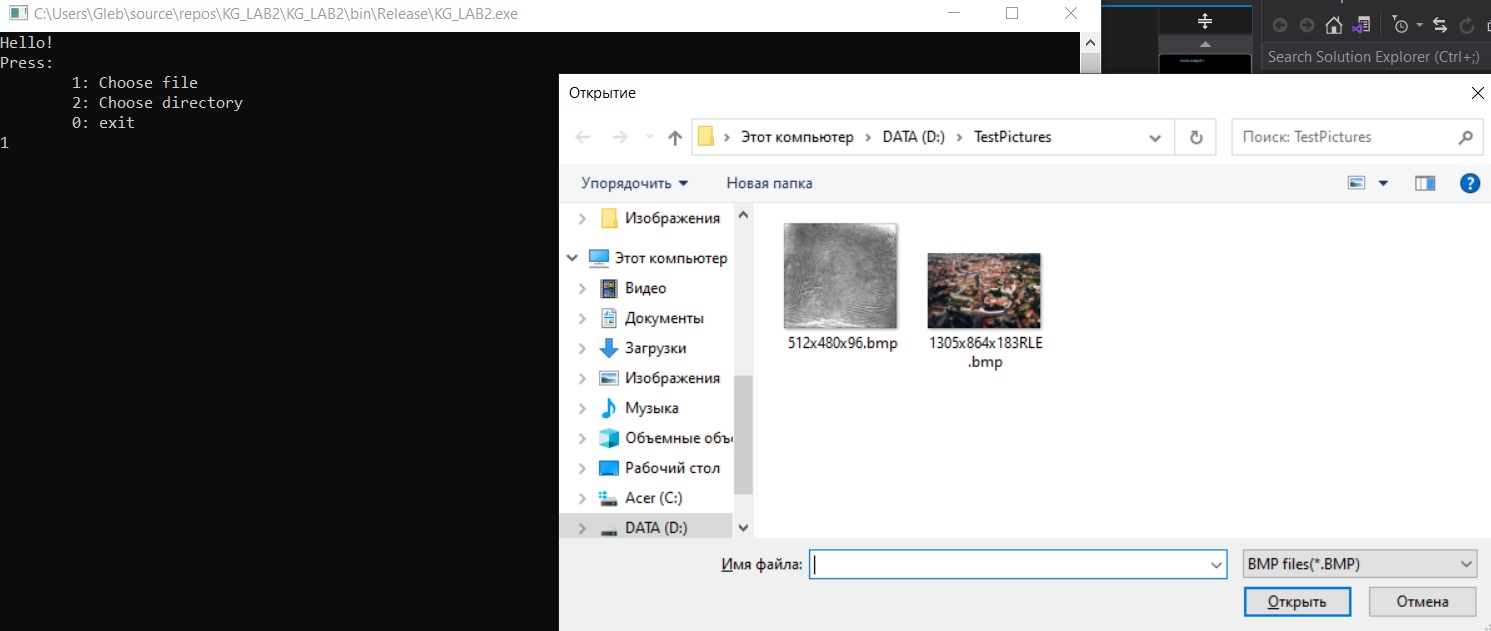 C:\Users\Gleb\source\repos\KG_LAB2\KG_LAB2\bin\Release\KG_LAB2.exe
Hello!
Press:
1: Choose file
2: Choose directory
0: exit
1
Search Solution Explorer (Ctrl+;)
Открытие
Этот компьютер > DATA (D:) > TestPictures
Поиск: TestPictures
Упорядочить
Новая папка
Изображения
Этот компьютер
Видео
Документы
Загрузки
Изображения
Музыка
Объемные объ
Рабочий стол
Acer (C:)
DATA (D:)
512x480x96.bmp
1305x864x183RLE
.bmp
Имя файла:
BMP files(*.BMP)
Открыть
Отмена